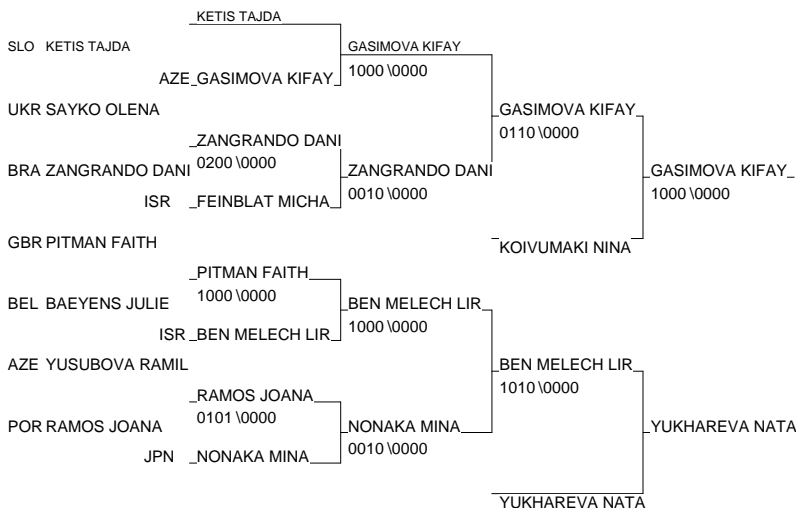 KETIS TAJDA
SLO KETIS TAJDA
GASIMOVA KIFAY
1000 \0000
AZE GASIMOVA KIFAY
UKR SAYKO OLENA
GASIMOVA KIFAY
0110 \0000
ZANGRANDO DANI
0200 \0000
BRA ZANGRANDO DANI
ZANGRANDO DANI
0010 \0000
GASIMOVA KIFAY
1000 \0000
ISR FEINBLAT MICHA
GBR PITMAN FAITH
KOIVUMAKI NINA
PITMAN FAITH
1000 \0000
BEL BAEYENS JULIE
BEN MELECH LIR
1000 \0000
ISR BEN MELECH LIR
AZE YUSUBOVA RAMIL
BEN MELECH LIR
1010 \0000
RAMOS JOANA
0101 \0000
POR RAMOS JOANA
NONAKA MINA
0010 \0000
YUKHAREVA NATA
JPN NONAKA MINA
YUKHAREVA NATA